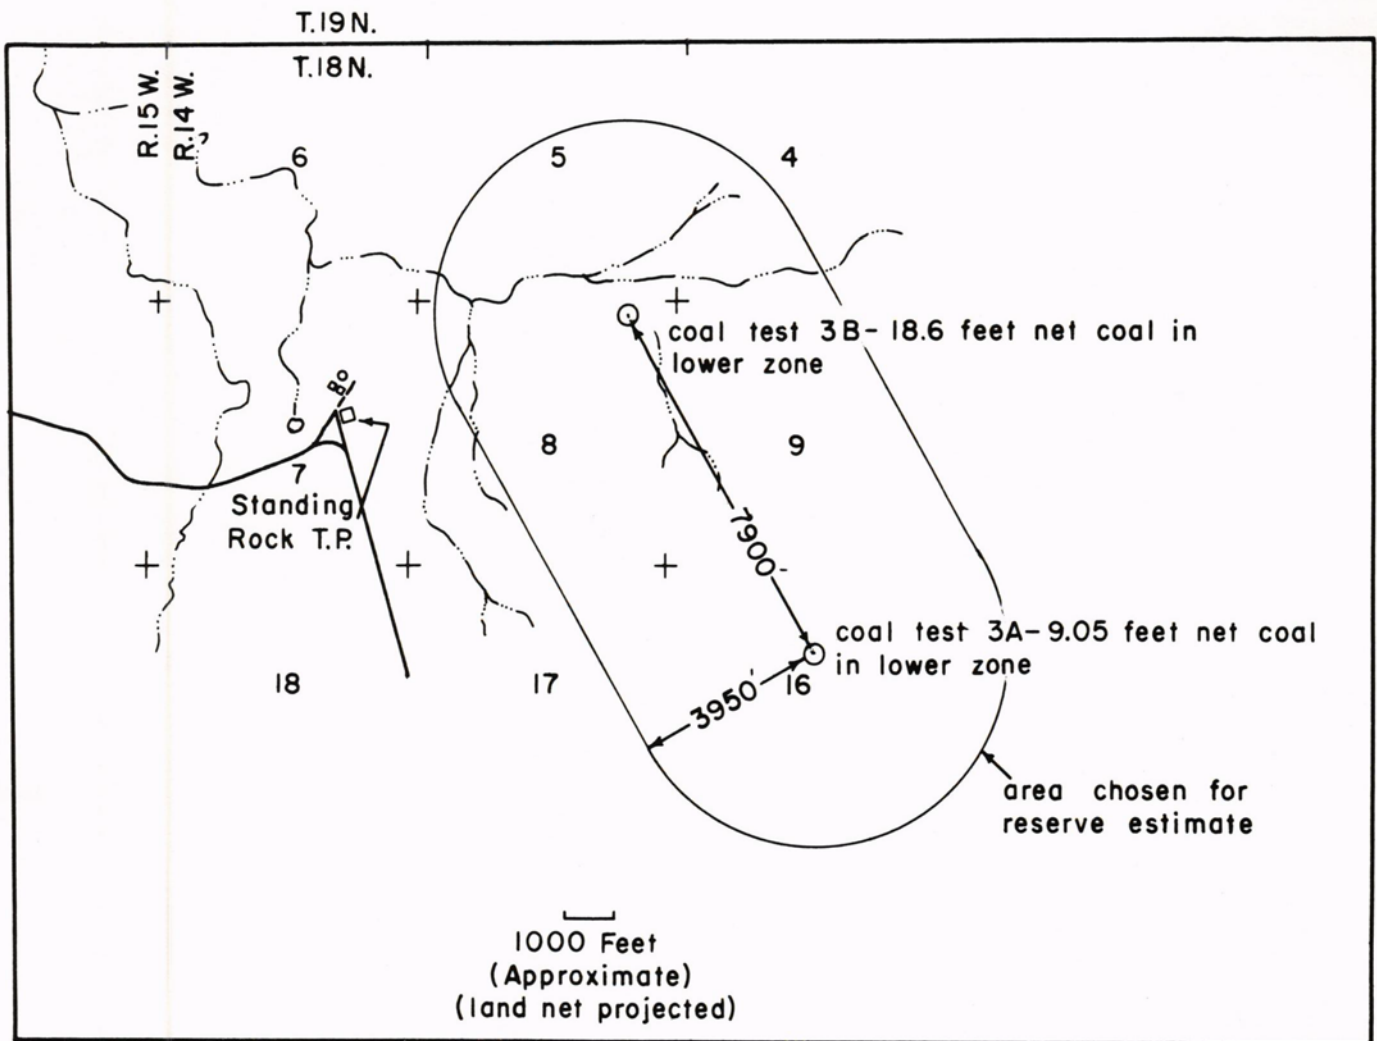 T.19N.
T.18N.
R.15W.
R.14W.
6
5
4
coal test 3B-18.6 feet net coal in
lower zone
8
9
7
Standing
Rock T.P.
7900'
coal test 3A-9.05 feet net coal
in lower zone
3950'
16
18
17
area chosen for
reserve estimate
1000 Feet
(Approximate)
(land net projected)